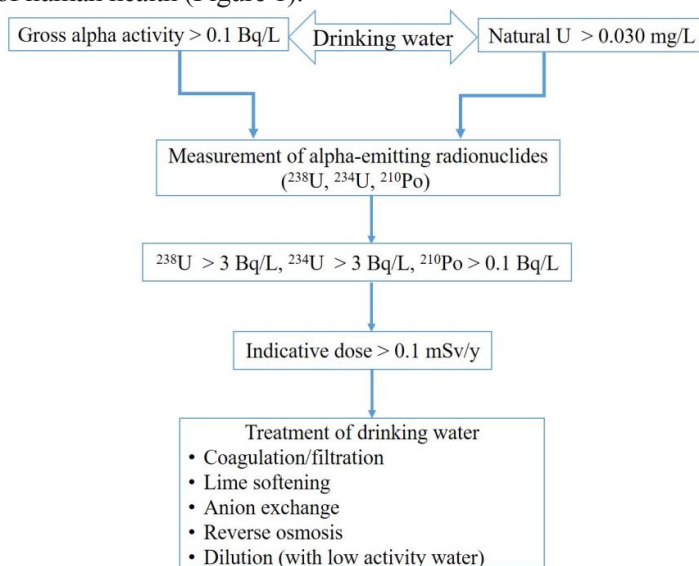 of human health (Figure 1).
Gross alpha activity > 0.1 Bq/L
Drinking water
Natural U > 0.030 mg/L
Measurement of alpha-emitting radionuclides
(²³⁸U, ²³⁴U, ²¹⁰Po)
²³⁸U > 3 Bq/L, ²³⁴U > 3 Bq/L, ²¹⁰Po > 0.1 Bq/L
Indicative dose > 0.1 mSv/y
Treatment of drinking water
• Coagulation/filtration
• Lime softening
• Anion exchange
• Reverse osmosis
• Dilution (with low activity water)